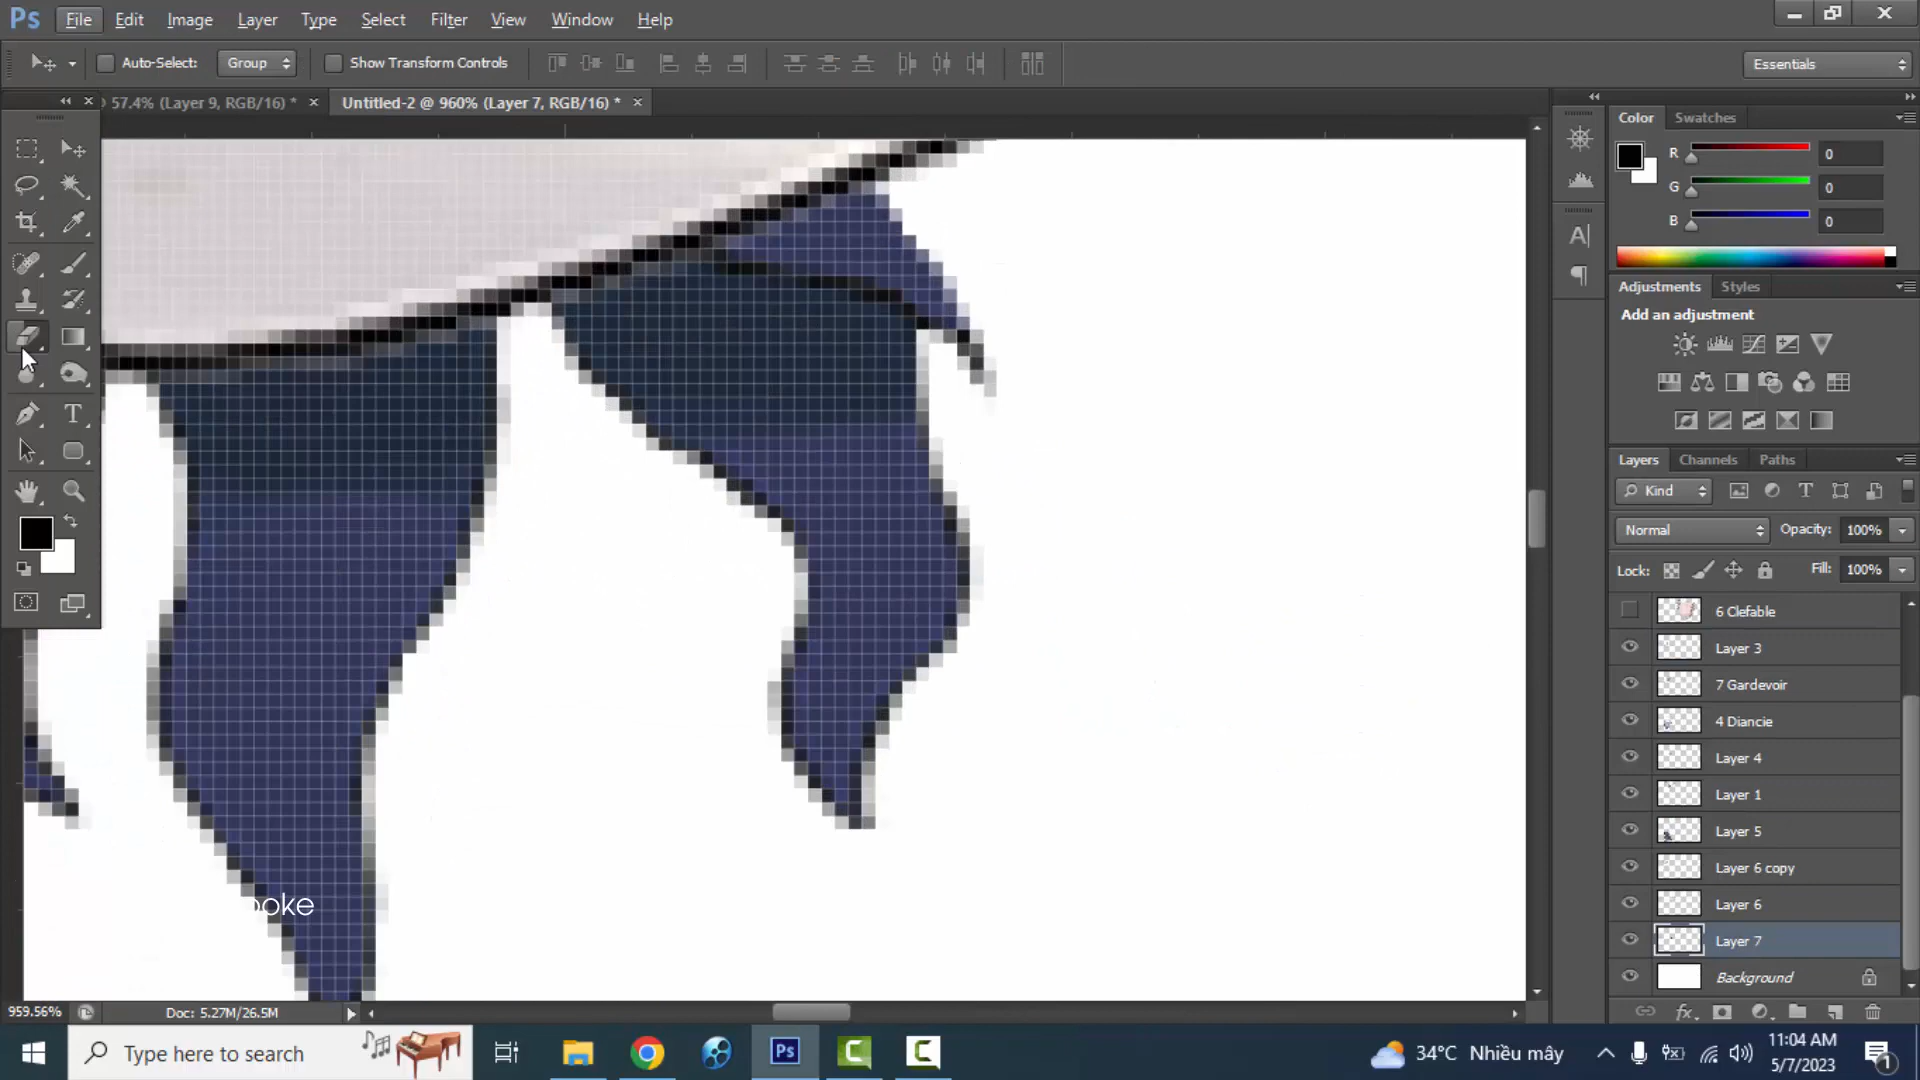 Ps File Edit Image Layer Type Select Filter View Window Help
Auto-Select: Group Show Transform Controls Essentials
57.4% (Layer 9, RGB/16) * Untitled-2 @ 960% (Layer 7, RGB/16) *
Color Swatches
R 0
G 0
B 0
Adjustments Styles
Add an adjustment
Layers Channels Paths
Kind
Normal Opacity: 100%
Lock: Fill: 100%
6 Clefable
Layer 3
7 Gardevoir
4 Diancie
Layer 4
Layer 1
Layer 5
Layer 6 copy
Layer 6
Layer 7
Background
959.56% Doc: 5.27M/26.5M
Type here to search
34°C Nhiều mây
11:04 AM
5/7/2023
1